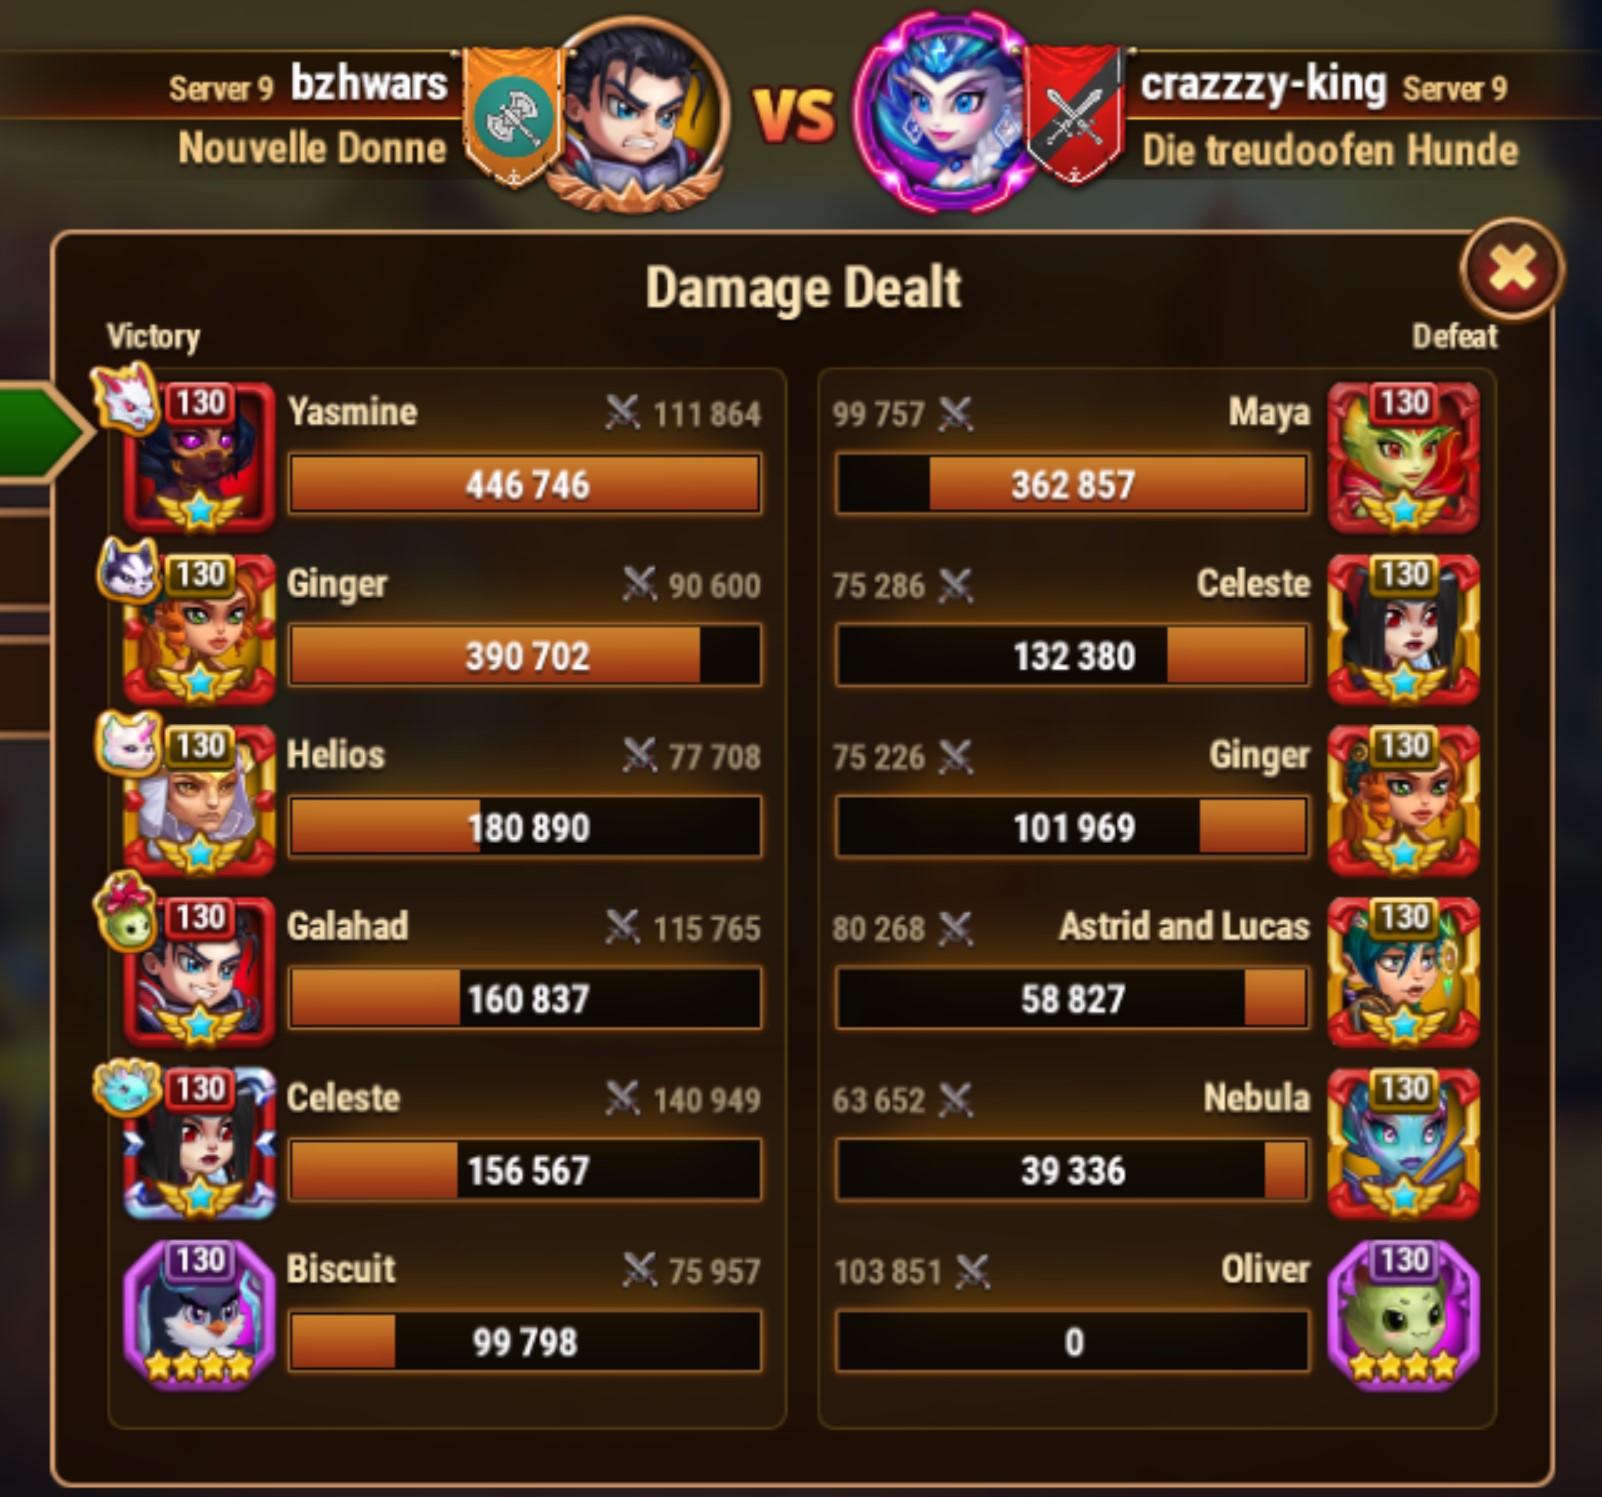 Server 9 bzhwars
Nouvelle Donne
VS
crazzzy-king Server 9
Die treudoofen Hunde
Damage Dealt
Victory
Defeat
130 Yasmine 111 864
446 746
130 Ginger 90 600
390 702
130 Helios 77 708
180 890
130 Galahad 115 765
160 837
130 Celeste 140 949
156 567
130 Biscuit 75 957
99 798
99 757 Maya 130
362 857
75 286 Celeste 130
132 380
75 226 Ginger 130
101 969
80 268 Astrid and Lucas 130
58 827
63 652 Nebula 130
39 336
103 851 Oliver 130
0